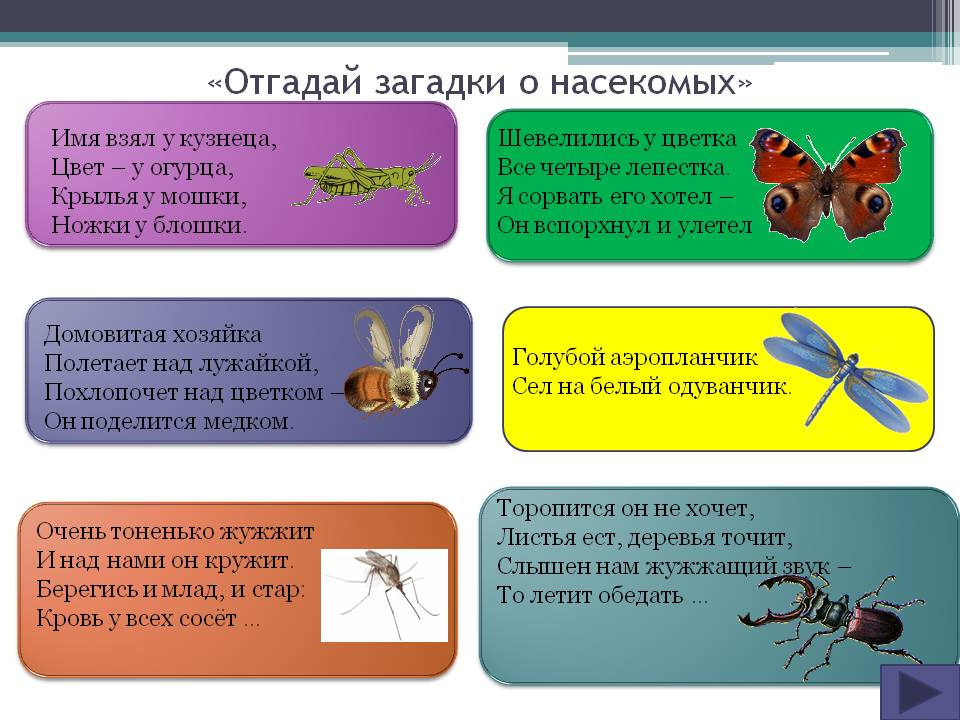 «Отгадай загадки о насекомых»
Имя взял у кузнеца,
Цвет – у огурца,
Крылья у мошки,
Ножки у блошки.
Шевелились у цветка
Все четыре лепестка.
Я сорвать его хотел –
Он вспорхнул и улетел
Домовитая хозяйка
Полетает над лужайкой,
Похлопочет над цветком –
Он поделится медком.
Голубой аэропланчик
Сел на белый одуванчик.
Очень тоненько жужжит
И над нами он кружит.
Берегись и млад, и стар:
Кровь у всех сосёт ...
Торопится он не хочет,
Листья ест, деревья точит,
Слышен нам жужжащий звук –
То летит обедать ...